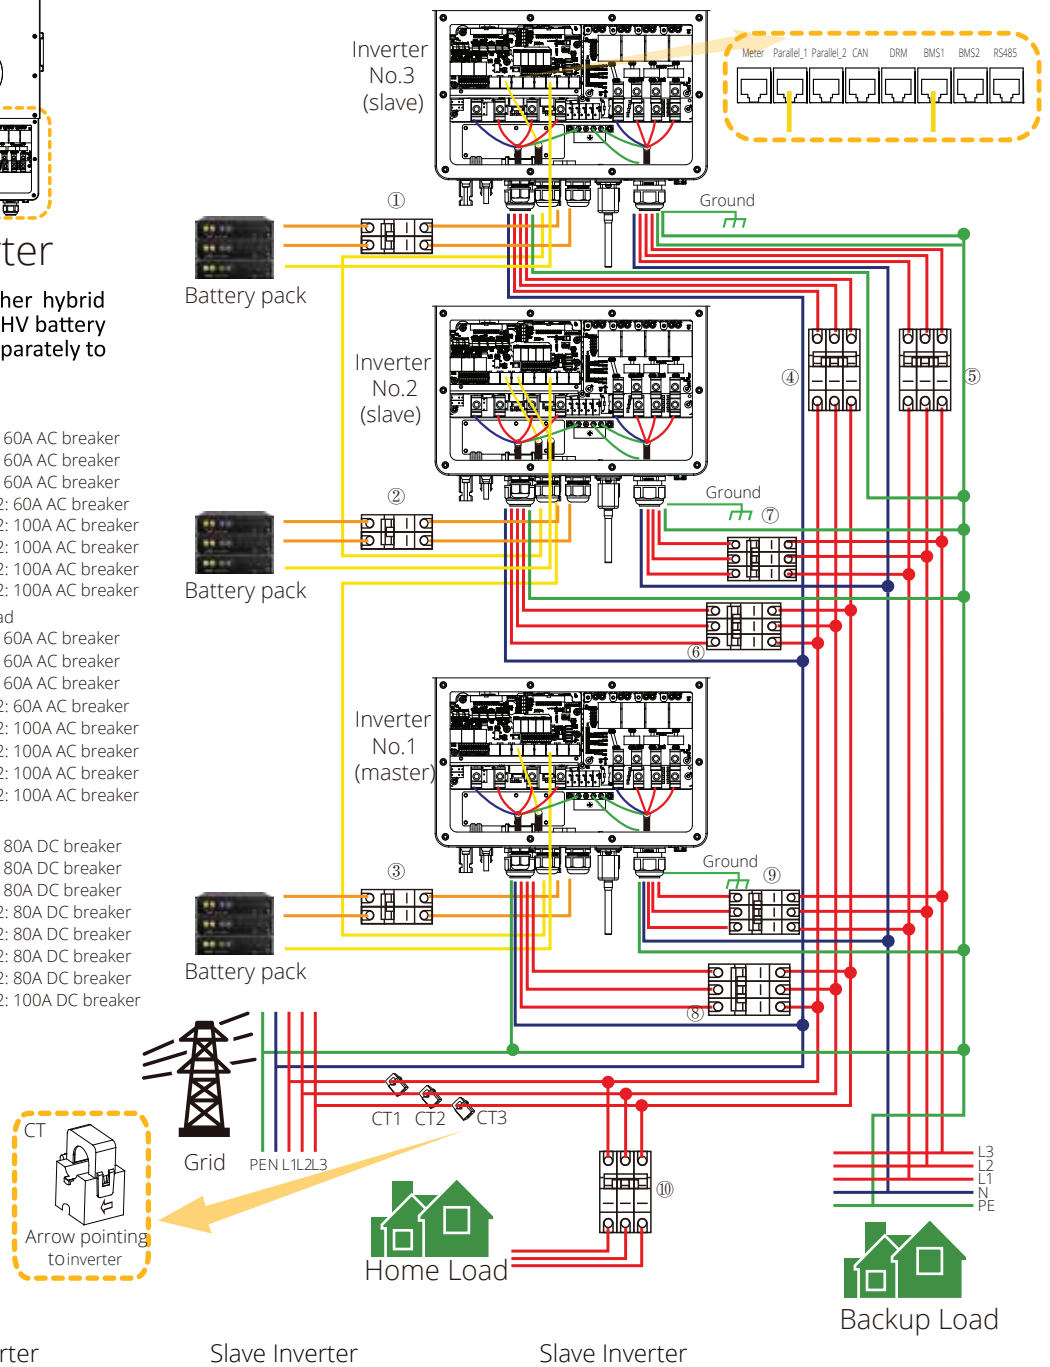 rter
her hybrid
HV battery
parately to
60A AC breaker
60A AC breaker
60A AC breaker
2: 60A AC breaker
2: 100A AC breaker
2: 100A AC breaker
2: 100A AC breaker
2: 100A AC breaker
ad
60A AC breaker
60A AC breaker
60A AC breaker
2: 60A AC breaker
2: 100A AC breaker
2: 100A AC breaker
2: 100A AC breaker
2: 100A AC breaker
80A DC breaker
80A DC breaker
80A DC breaker
2: 80A DC breaker
2: 80A DC breaker
2: 80A DC breaker
2: 80A DC breaker
2: 100A DC breaker
Inverter
No.3
(slave)
Meter Parallel_1 Parallel_2 CAN DRM BMS1 BMS2 RS485
①
Ground
Battery pack
Inverter
No.2
(slave)
④
⑤
②
Ground
⑦
Battery pack
⑥
Inverter
No.1
(master)
③
Ground
⑨
Battery pack
⑧
CT1 CT2 CT3
Grid
PE N L1 L2 L3
CT
Arrow pointing
to inverter
⑩
Home Load
L3
L2
L1
N
PE
Backup Load
rter
Slave Inverter
Slave Inverter